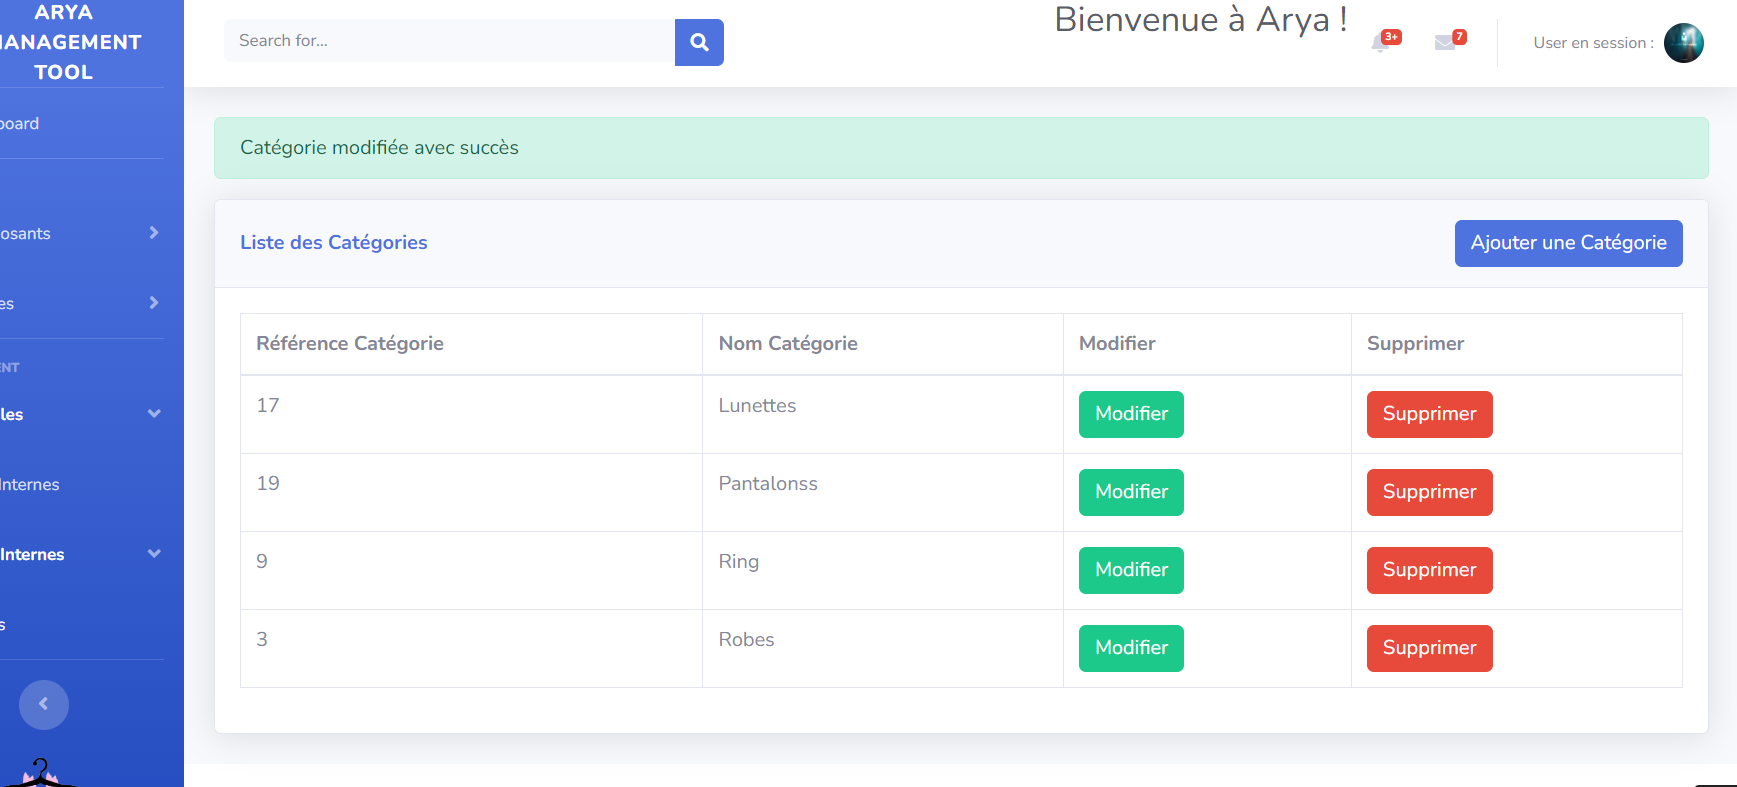 ARYA
MANAGEMENT
TOOL
Search for...
Bienvenue à Arya !
3+
7
User en session :
board
osants
es
ENT
les
Internes
Internes
s
Catégorie modifiée avec succès
Liste des Catégories
Ajouter une Catégorie
Référence Catégorie Nom Catégorie Modifier Supprimer
17 Lunettes Modifier Supprimer
19 Pantalonss Modifier Supprimer
9 Ring Modifier Supprimer
3 Robes Modifier Supprimer